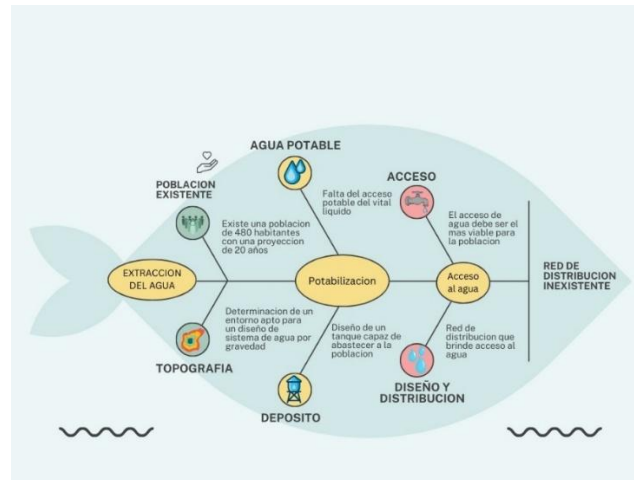 AGUA POTABLE
POBLACION
EXISTENTE
ACCESO
Falta del acceso
potable del vital
liquido
Existe una poblacion
de 480 habitantes
con una proyeccion
de 20 años
El acceso de
agua debe ser el
mas viable para
la poblacion
EXTRACCION
DEL AGUA
Potabilizacion
Acceso
al agua
RED DE
DISTRIBUCION
INEXISTENTE
Determinacion de un
entorno apto para
un diseño de
sistema de agua por
gravedad
Diseño de un
tanque capaz de
abastecer a la
poblacion
Red de
distribucion que
brinde acceso al
agua
TOPOGRAFIA
DEPOSITO
DISEÑO Y
DISTRIBUCION